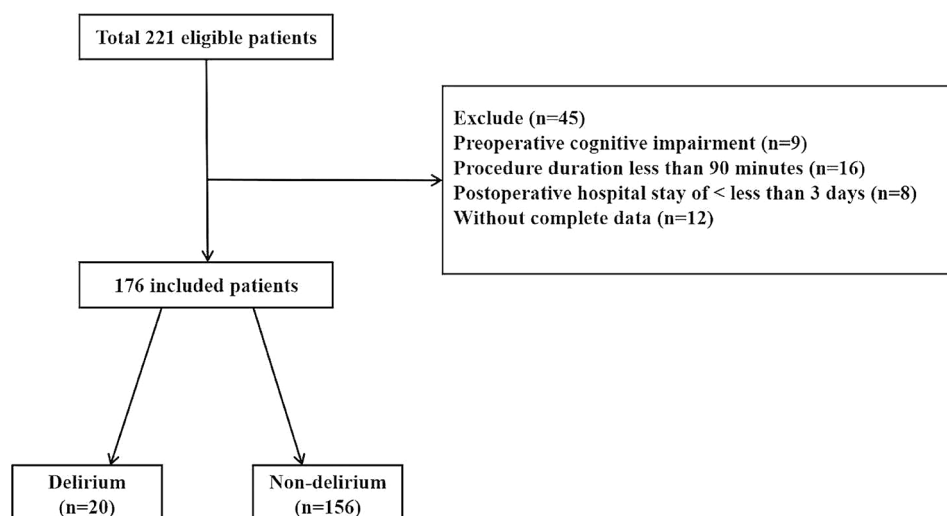 Total 221 eligible patients
Exclude (n=45)
Preoperative cognitive impairment (n=9)
Procedure duration less than 90 minutes (n=16)
Postoperative hospital stay of < less than 3 days (n=8)
Without complete data (n=12)
176 included patients
Delirium
(n=20)
Non-delirium
(n=156)